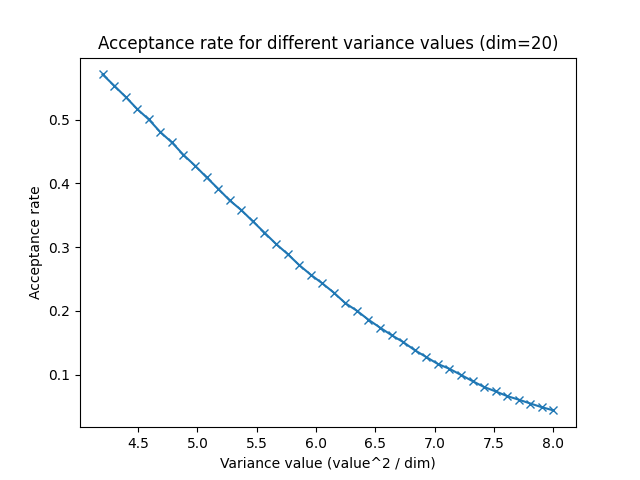 Acceptance rate for different variance values (dim=20)
Acceptance rate
0.5
0.4
0.3
0.2
0.1
4.5 5.0 5.5 6.0 6.5 7.0 7.5 8.0
Variance value (value^2 / dim)